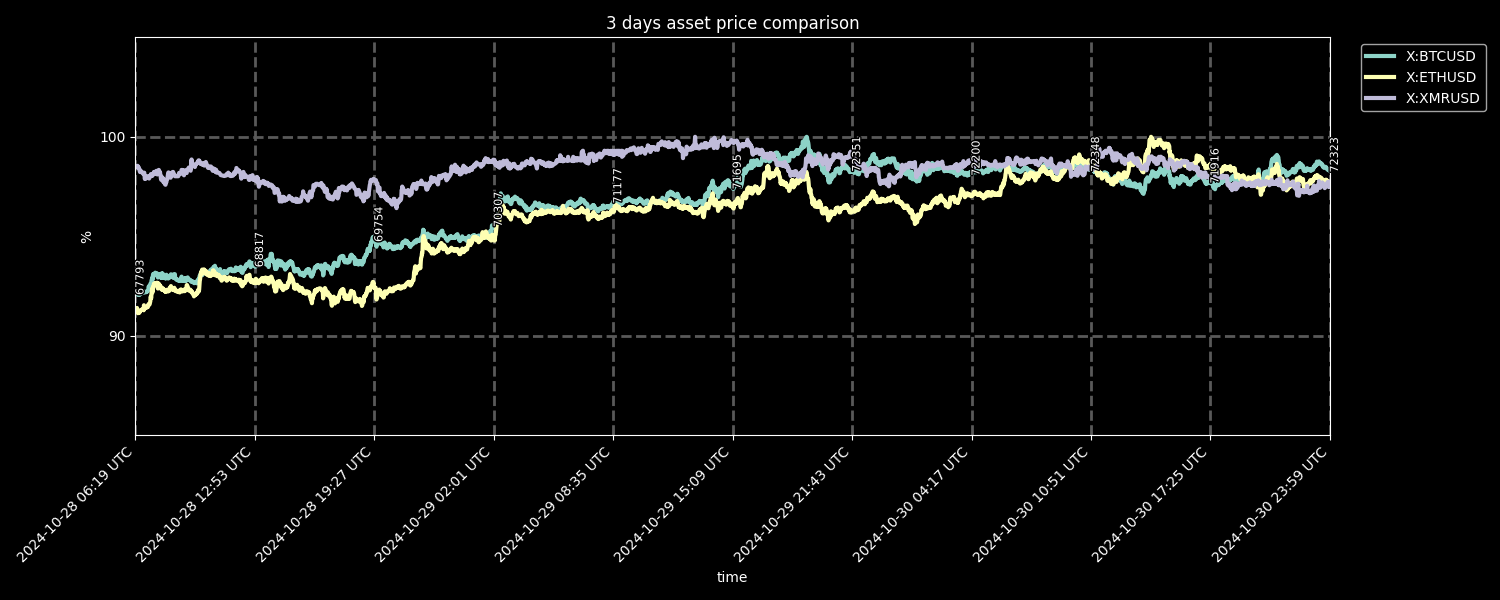 3 days asset price comparison
X:BTCUSD
X:ETHUSD
X:XMRUSD
%
100
90
67793
68817
69754
70307
71177
71695
72351
72200
72348
71916
72323
2024-10-28 06:19 UTC
2024-10-28 12:53 UTC
2024-10-28 19:27 UTC
2024-10-29 02:01 UTC
2024-10-29 08:35 UTC
2024-10-29 15:09 UTC
2024-10-29 21:43 UTC
2024-10-30 04:17 UTC
2024-10-30 10:51 UTC
2024-10-30 17:25 UTC
2024-10-30 23:59 UTC
time